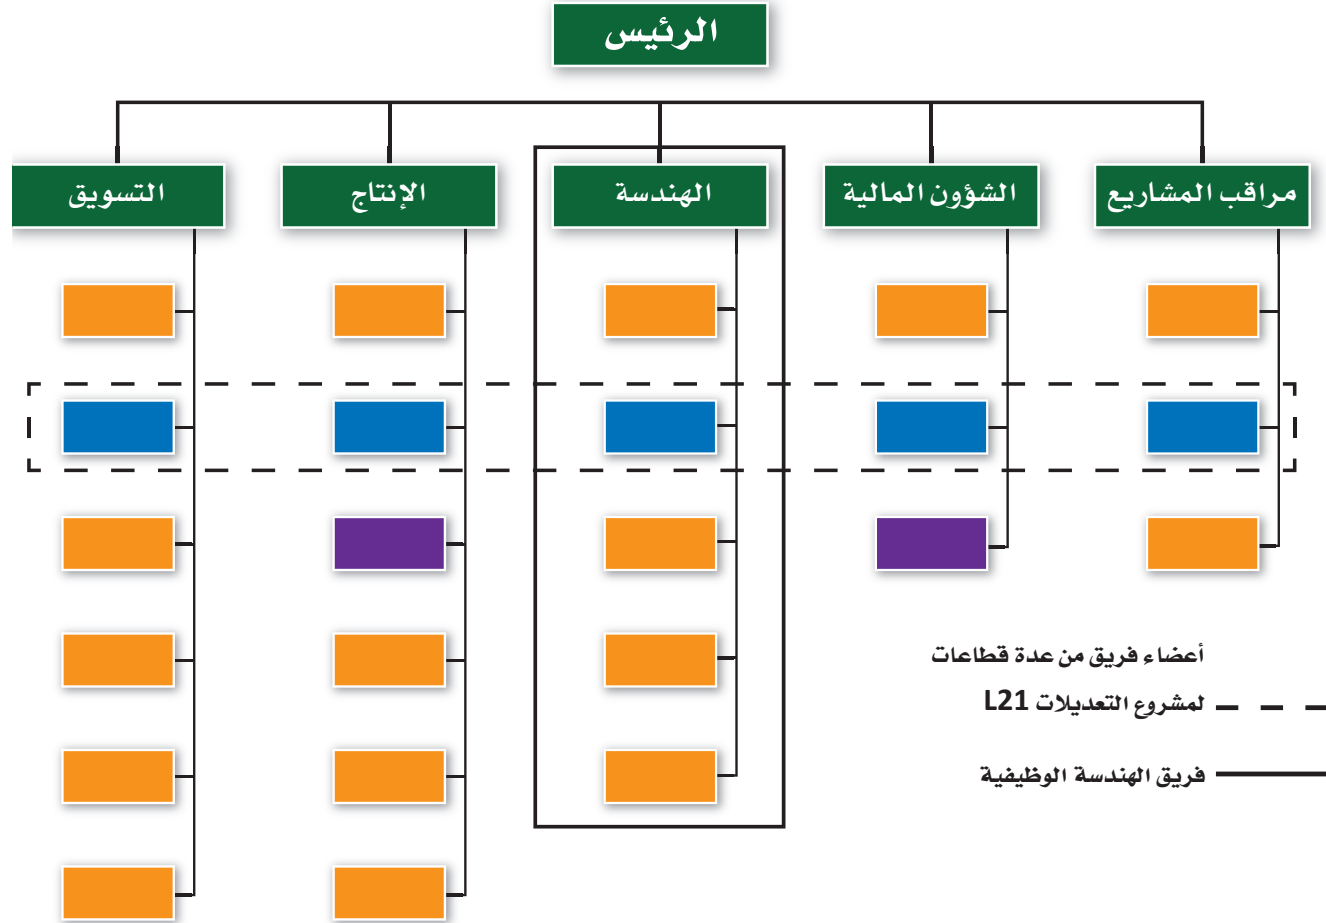 الرئيس
مراقب المشاريع
الشؤون المالية
الهندسة
الإنتاج
التسويق
أعضاء فريق من عدة قطاعات
لمشروع التعديلات L21
فريق الهندسة الوظيفية